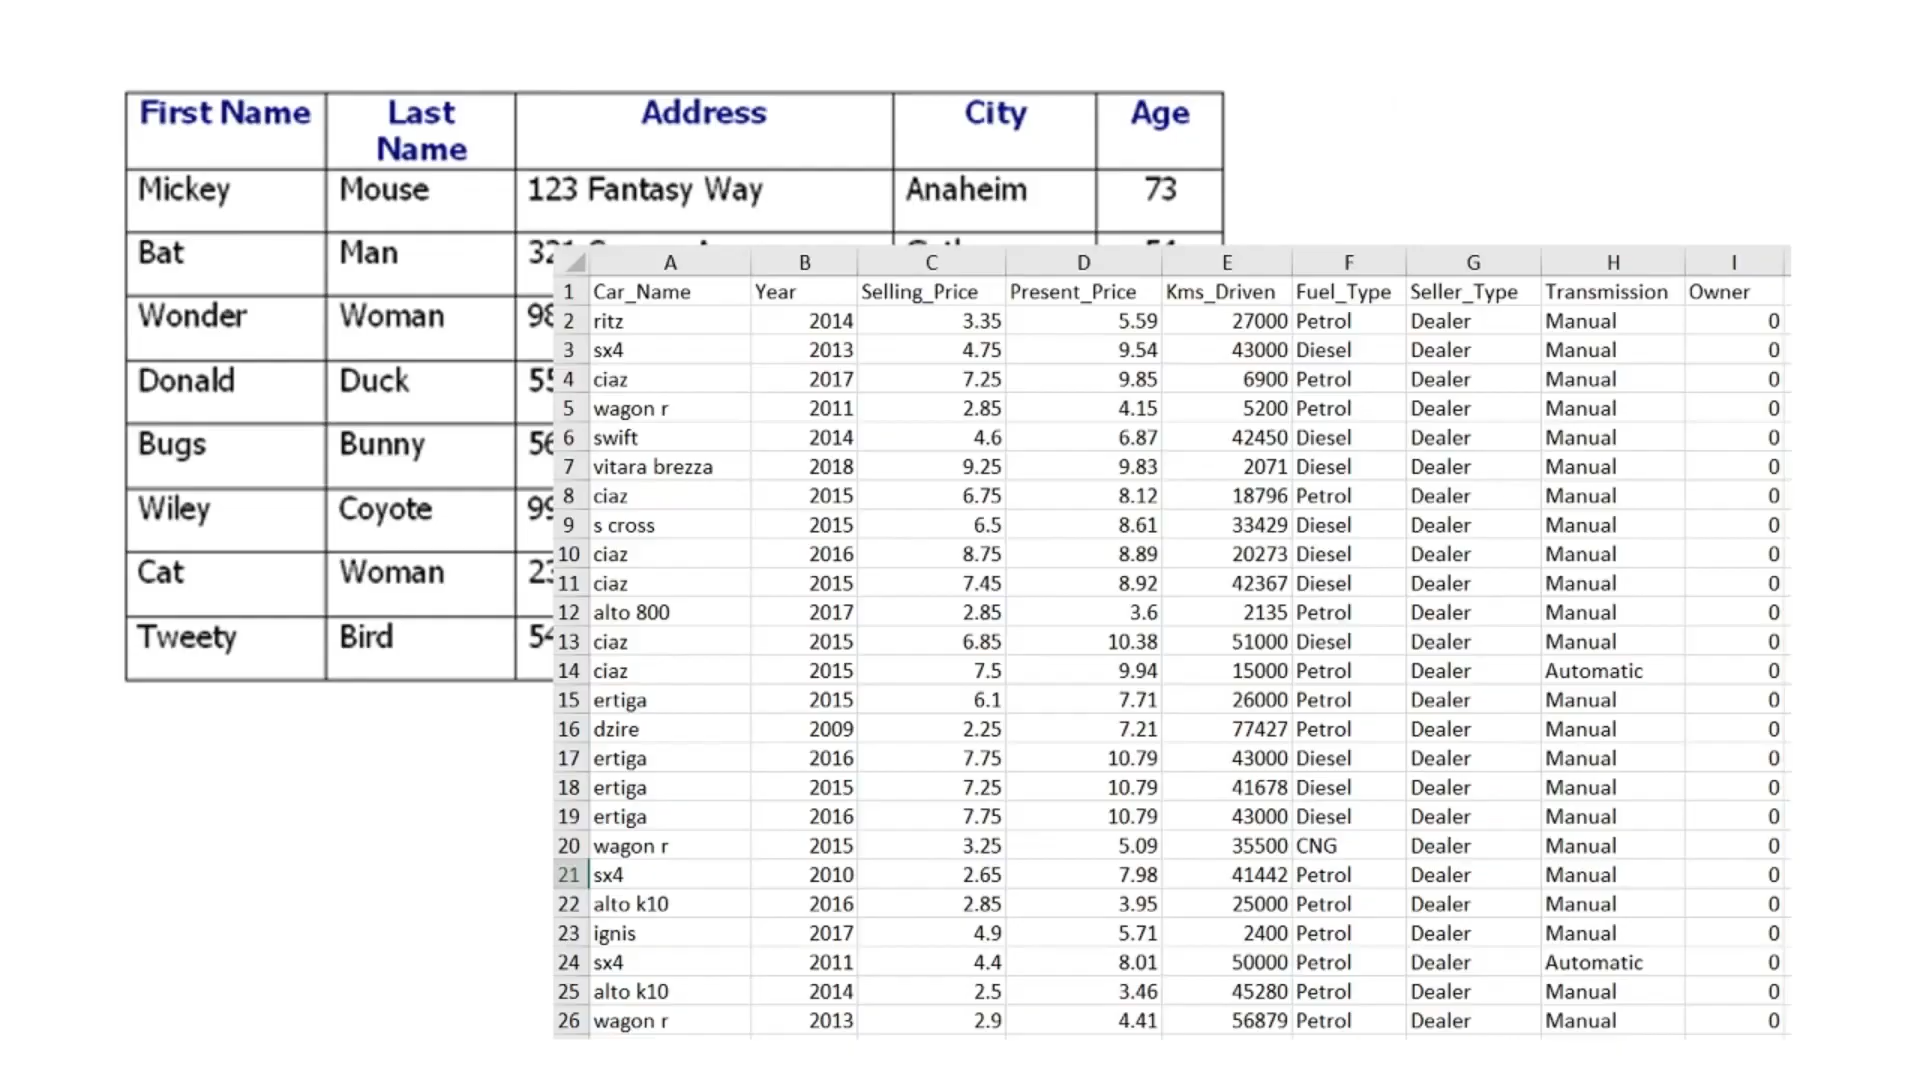 First Name Last Name Address City Age
Mickey Mouse 123 Fantasy Way Anaheim 73
Bat Man
Wonder Woman
Donald Duck
Bugs Bunny
Wiley Coyote
Cat Woman
Tweety Bird
A B C D E F G H I
1 Car_Name Year Selling_Price Present_Price Kms_Driven Fuel_Type Seller_Type Transmission Owner
2 ritz 2014 3.35 5.59 27000 Petrol Dealer Manual 0
3 sx4 2013 4.75 9.54 43000 Diesel Dealer Manual 0
4 ciaz 2017 7.25 9.85 6900 Petrol Dealer Manual 0
5 wagon r 2011 2.85 4.15 5200 Petrol Dealer Manual 0
6 swift 2014 4.6 6.87 42450 Diesel Dealer Manual 0
7 vitara brezza 2018 9.25 9.83 2071 Diesel Dealer Manual 0
8 ciaz 2015 6.75 8.12 18796 Petrol Dealer Manual 0
9 s cross 2015 6.5 8.61 33429 Diesel Dealer Manual 0
10 ciaz 2016 8.75 8.89 20273 Diesel Dealer Manual 0
11 ciaz 2015 7.45 8.92 42367 Diesel Dealer Manual 0
12 alto 800 2017 2.85 3.6 2135 Petrol Dealer Manual 0
13 ciaz 2015 6.85 10.38 51000 Diesel Dealer Manual 0
14 ciaz 2015 7.5 9.94 15000 Petrol Dealer Automatic 0
15 ertiga 2015 6.1 7.71 26000 Petrol Dealer Manual 0
16 dzire 2009 2.25 7.21 77427 Petrol Dealer Manual 0
17 ertiga 2016 7.75 10.79 43000 Diesel Dealer Manual 0
18 ertiga 2015 7.25 10.79 41678 Diesel Dealer Manual 0
19 ertiga 2016 7.75 10.79 43000 Diesel Dealer Manual 0
20 wagon r 2015 3.25 5.09 35500 CNG Dealer Manual 0
21 sx4 2010 2.65 7.98 41442 Petrol Dealer Manual 0
22 alto k10 2016 2.85 3.95 25000 Petrol Dealer Manual 0
23 ignis 2017 4.9 5.71 2400 Petrol Dealer Manual 0
24 sx4 2011 4.4 8.01 50000 Petrol Dealer Automatic 0
25 alto k10 2014 2.5 3.46 45280 Petrol Dealer Manual 0
26 wagon r 2013 2.9 4.41 56879 Petrol Dealer Manual 0